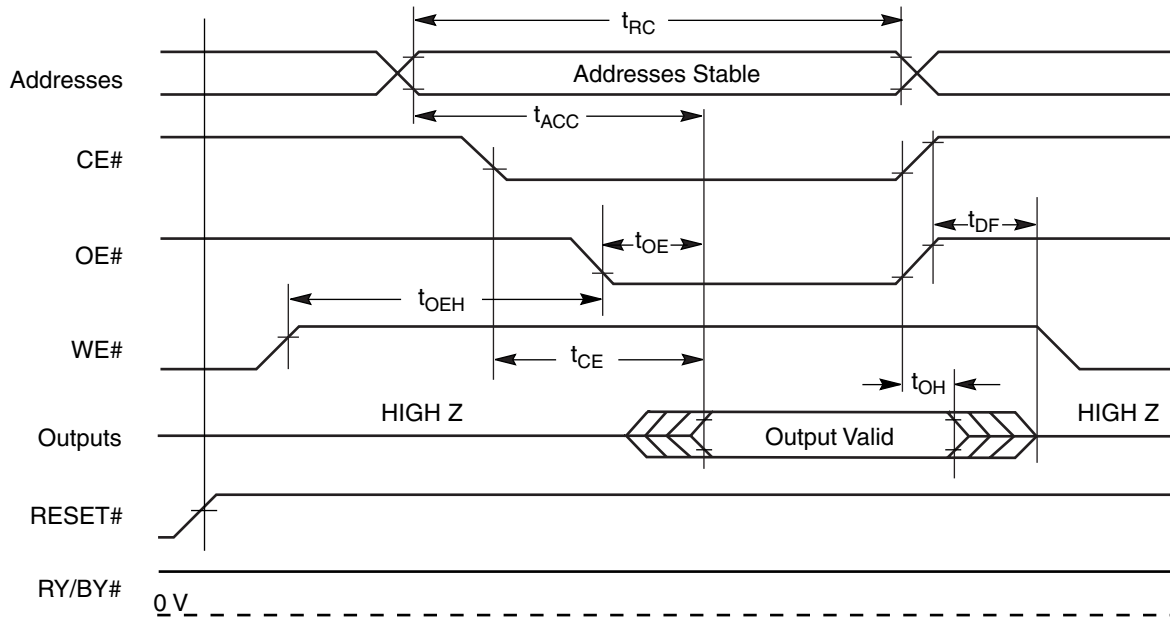 tRC
Addresses
Addresses Stable
tACC
CE#
tDF
OE#
tOE
tOEH
WE#
tCE
tOH
HIGH Z
HIGH Z
Outputs
Output Valid
RESET#
RY/BY#
0 V